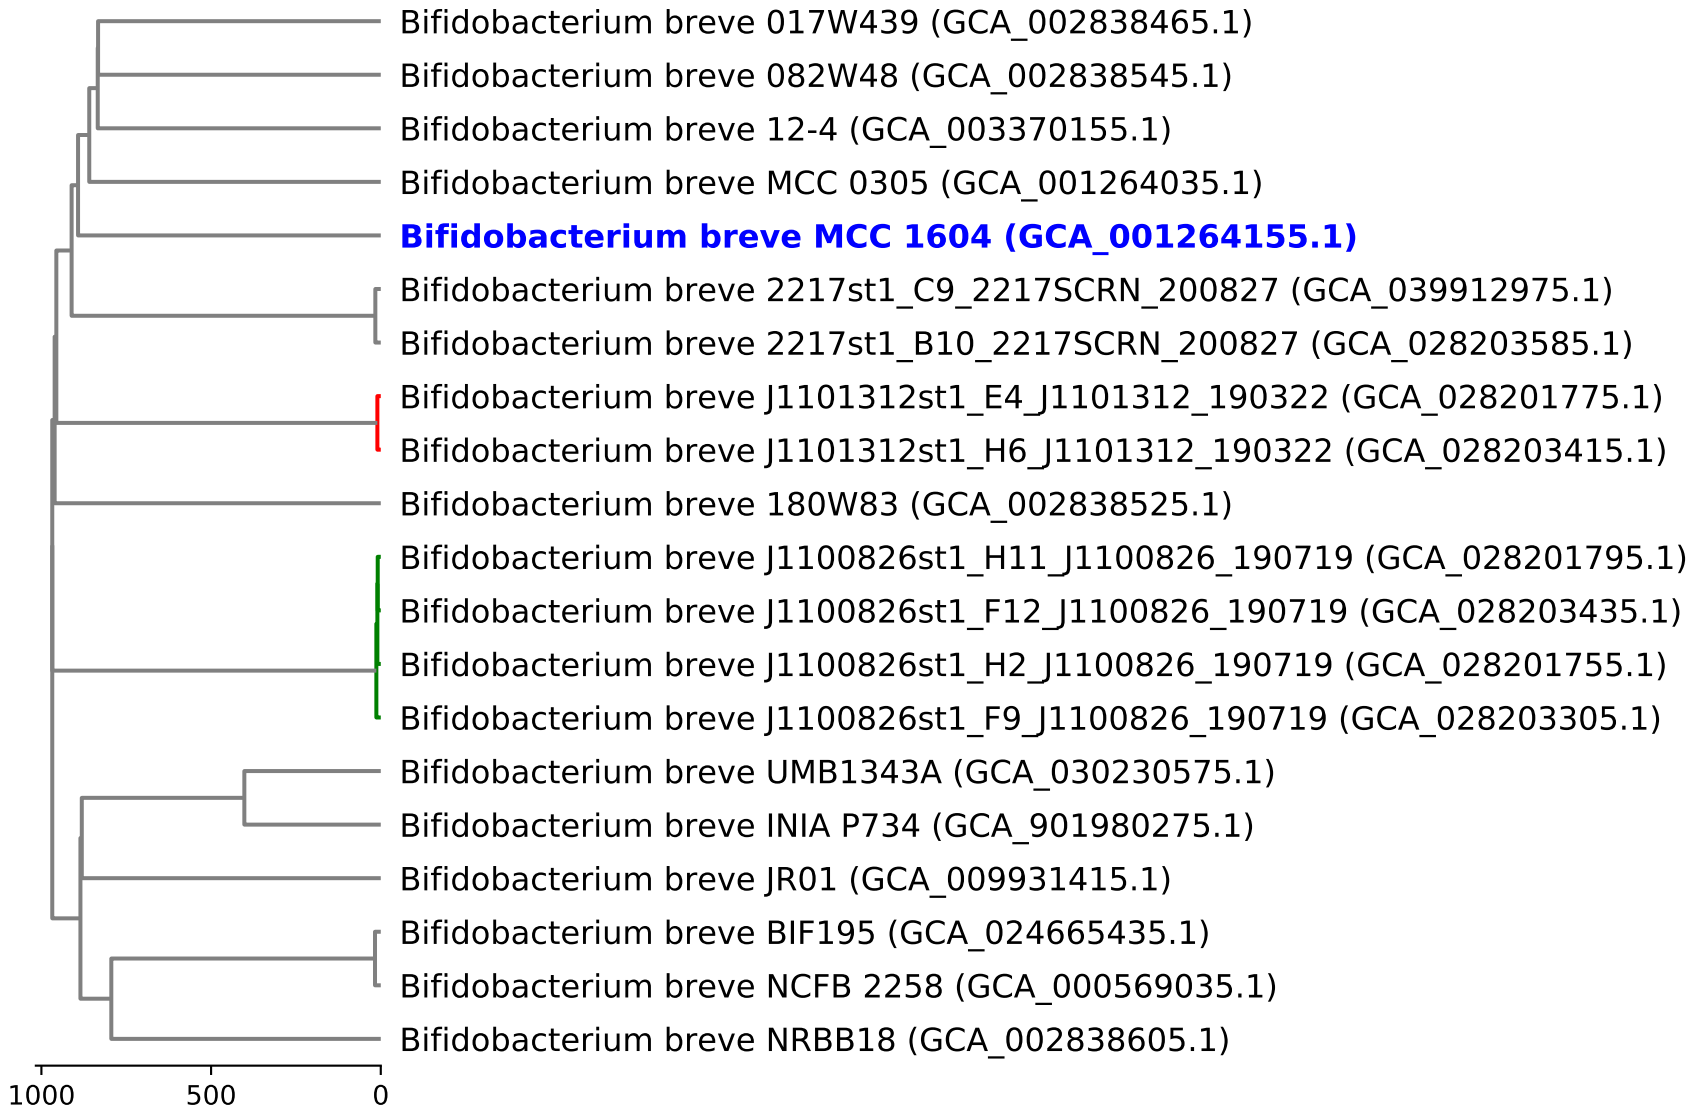 Bifidobacterium breve 017W439 (GCA_002838465.1)
Bifidobacterium breve 082W48 (GCA_002838545.1)
Bifidobacterium breve 12-4 (GCA_003370155.1)
Bifidobacterium breve MCC 0305 (GCA_001264035.1)
Bifidobacterium breve MCC 1604 (GCA_001264155.1)
Bifidobacterium breve 2217st1_C9_2217SCRN_200827 (GCA_039912975.1)
Bifidobacterium breve 2217st1_B10_2217SCRN_200827 (GCA_028203585.1)
Bifidobacterium breve J1101312st1_E4_J1101312_190322 (GCA_028201775.1)
Bifidobacterium breve J1101312st1_H6_J1101312_190322 (GCA_028203415.1)
Bifidobacterium breve 180W83 (GCA_002838525.1)
Bifidobacterium breve J1100826st1_H11_J1100826_190719 (GCA_028201795.1)
Bifidobacterium breve J1100826st1_F12_J1100826_190719 (GCA_028203435.1)
Bifidobacterium breve J1100826st1_H2_J1100826_190719 (GCA_028201755.1)
Bifidobacterium breve J1100826st1_F9_J1100826_190719 (GCA_028203305.1)
Bifidobacterium breve UMB1343A (GCA_030230575.1)
Bifidobacterium breve INIA P734 (GCA_901980275.1)
Bifidobacterium breve JR01 (GCA_009931415.1)
Bifidobacterium breve BIF195 (GCA_024665435.1)
Bifidobacterium breve NCFB 2258 (GCA_000569035.1)
Bifidobacterium breve NRBB18 (GCA_002838605.1)
1000 500 0